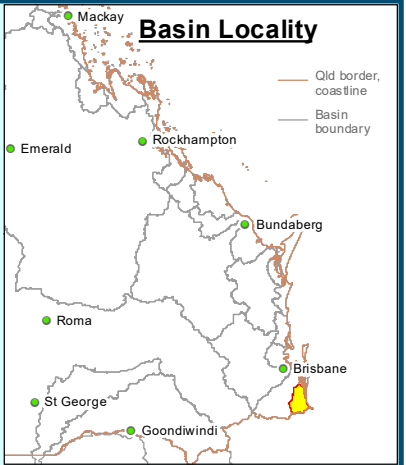 Basin Locality
Mackay
Qld border,
coastline
Basin
boundary
Rockhampton
Emerald
Bundaberg
Roma
Brisbane
St George
Goondiwindi